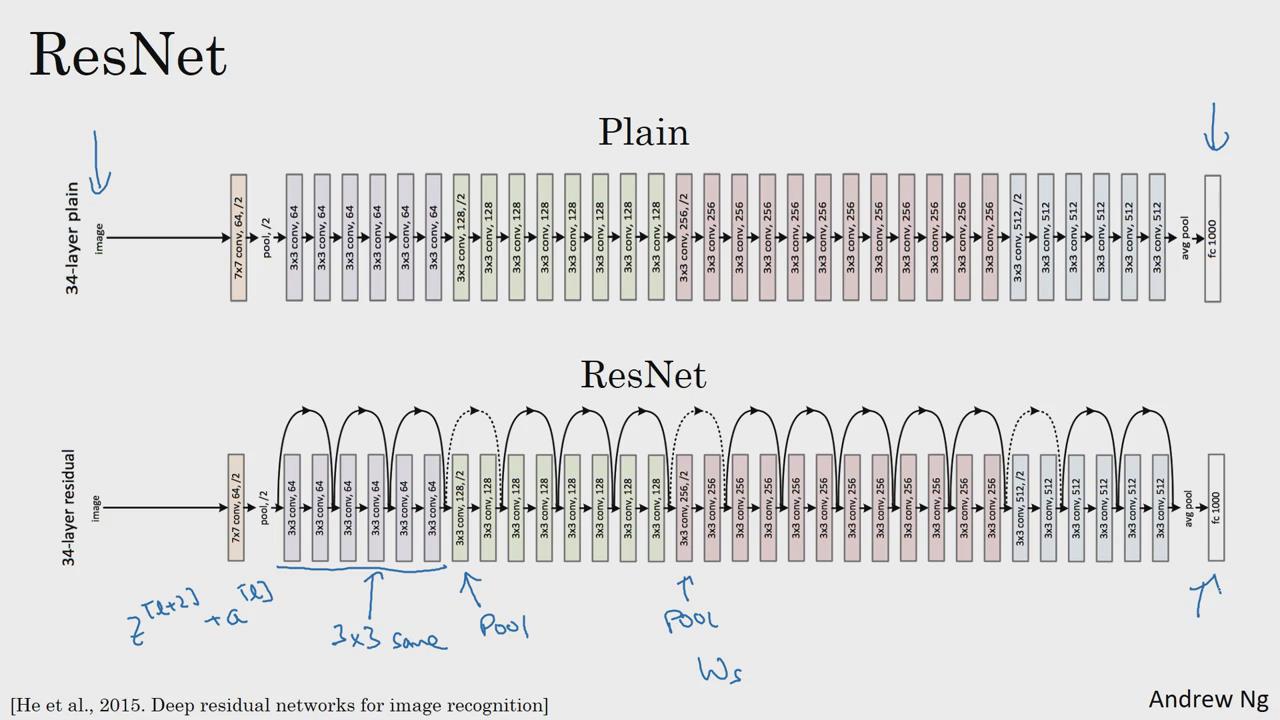 ResNet
Plain
34-layer plain
image
7x7 conv, 64, /2
pool, /2
3x3 conv, 64
3x3 conv, 64
3x3 conv, 64
3x3 conv, 64
3x3 conv, 64
3x3 conv, 64
3x3 conv, 128, /2
3x3 conv, 128
3x3 conv, 128
3x3 conv, 128
3x3 conv, 128
3x3 conv, 128
3x3 conv, 128
3x3 conv, 128
3x3 conv, 256, /2
3x3 conv, 256
3x3 conv, 256
3x3 conv, 256
3x3 conv, 256
3x3 conv, 256
3x3 conv, 256
3x3 conv, 256
3x3 conv, 256
3x3 conv, 256
3x3 conv, 256
3x3 conv, 256
3x3 conv, 512, /2
3x3 conv, 512
3x3 conv, 512
3x3 conv, 512
3x3 conv, 512
3x3 conv, 512
avg pool
fc 1000
ResNet
34-layer residual
image
7x7 conv, 64, /2
pool, /2
3x3 conv, 64
3x3 conv, 64
3x3 conv, 64
3x3 conv, 64
3x3 conv, 64
3x3 conv, 64
3x3 conv, 128, /2
3x3 conv, 128
3x3 conv, 128
3x3 conv, 128
3x3 conv, 128
3x3 conv, 128
3x3 conv, 128
3x3 conv, 128
3x3 conv, 256, /2
3x3 conv, 256
3x3 conv, 256
3x3 conv, 256
3x3 conv, 256
3x3 conv, 256
3x3 conv, 256
3x3 conv, 256
3x3 conv, 256
3x3 conv, 256
3x3 conv, 256
3x3 conv, 256
3x3 conv, 512, /2
3x3 conv, 512
3x3 conv, 512
3x3 conv, 512
3x3 conv, 512
3x3 conv, 512
avg pool
fc 1000
z[l+2] + a[l]
3x3 same
Pool
Pool
Ws
[He et al., 2015. Deep residual networks for image recognition]
Andrew Ng